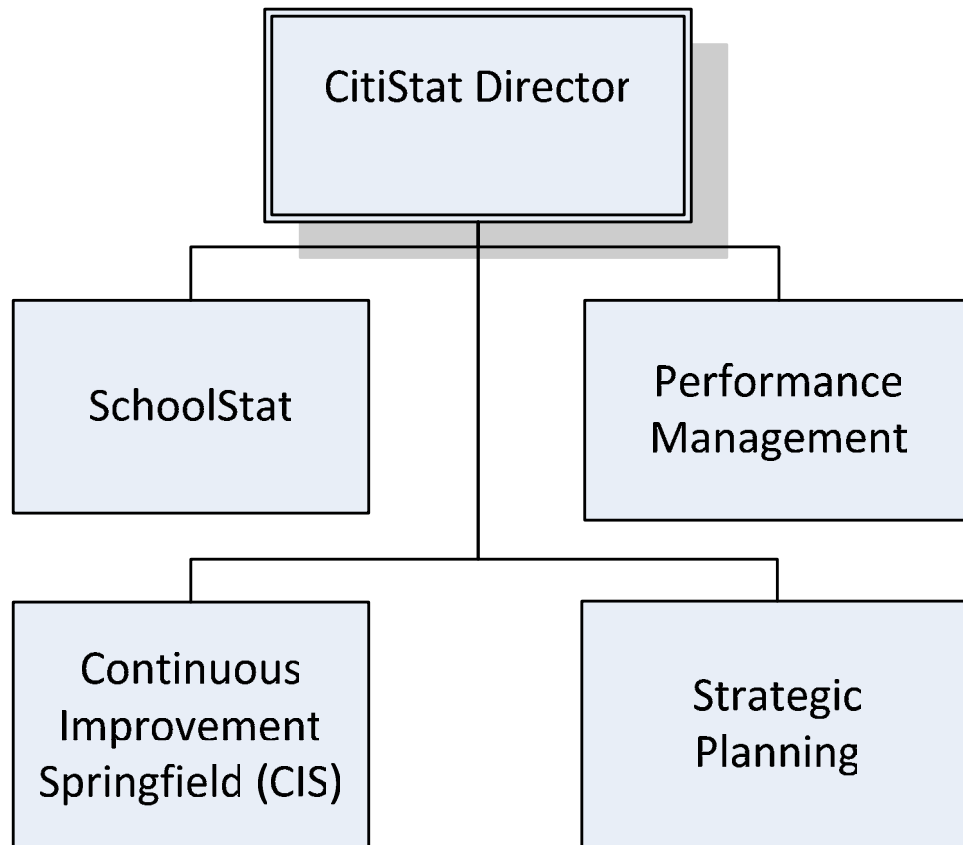 CitiStat Director
SchoolStat
Performance
Management
Continuous
Improvement
Springfield (CIS)
Strategic
Planning